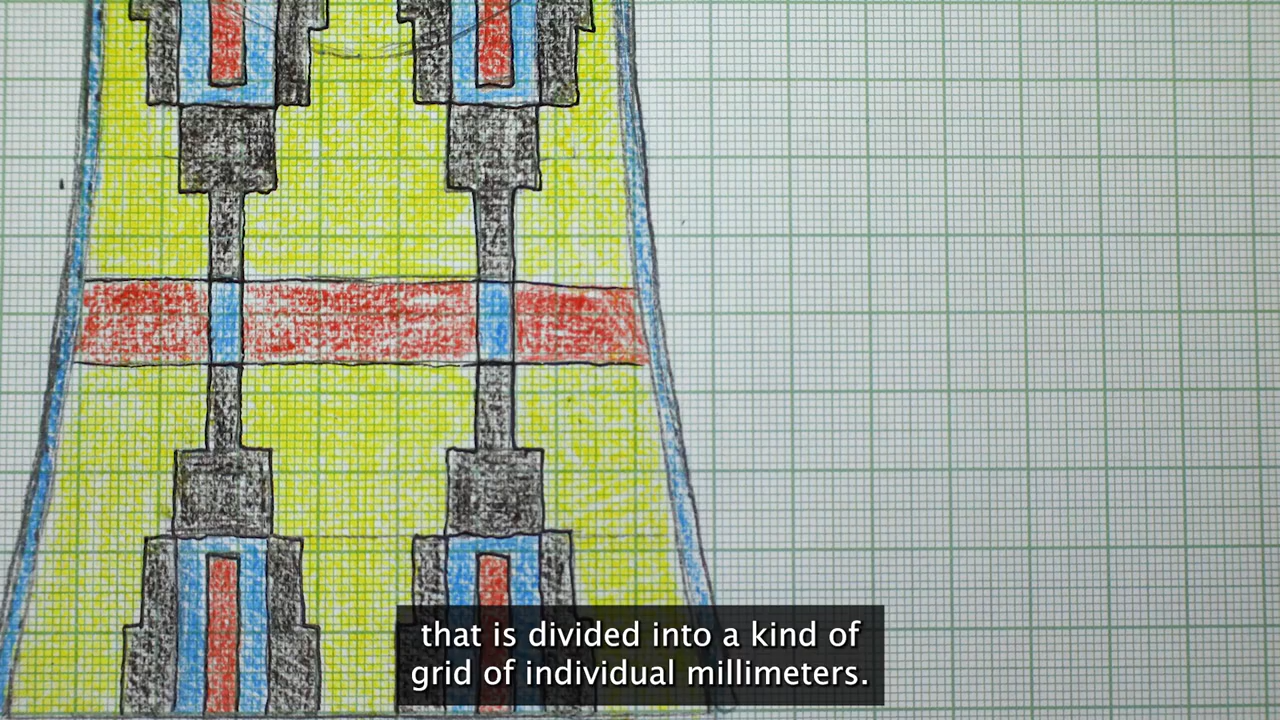 that is divided into a kind of
grid of individual millimeters.